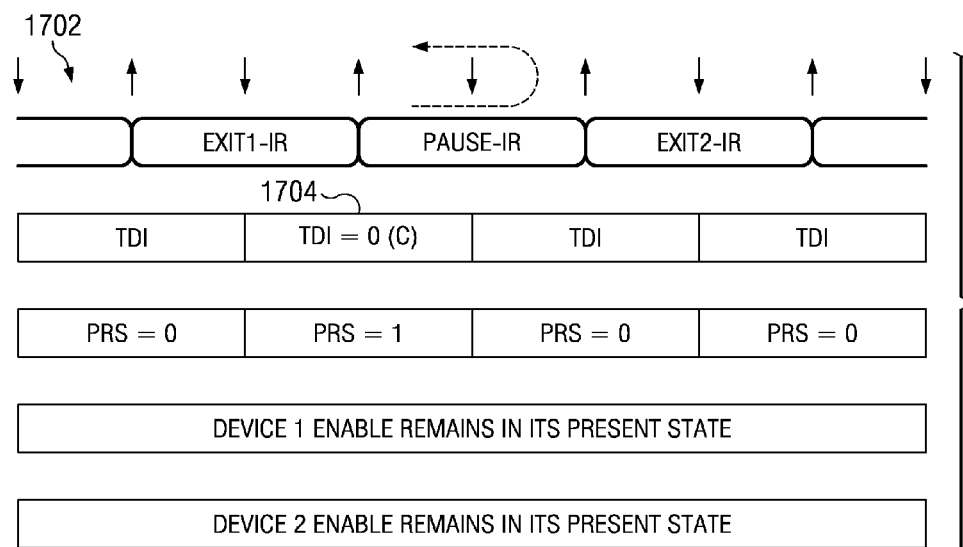 1702
EXIT1-IR PAUSE-IR EXIT2-IR
1704
TDI TDI = 0 (C) TDI TDI
PRS = 0 PRS = 1 PRS = 0 PRS = 0
DEVICE 1 ENABLE REMAINS IN ITS PRESENT STATE
DEVICE 2 ENABLE REMAINS IN ITS PRESENT STATE